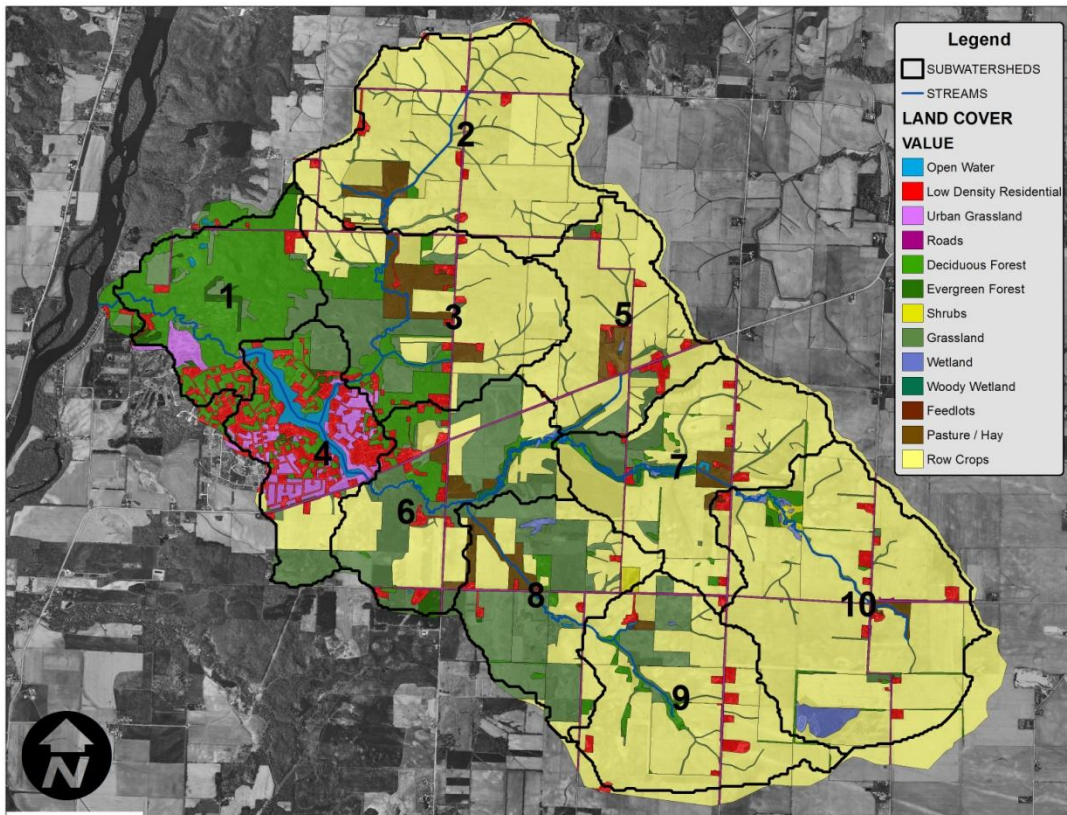 Legend
SUBWATERSHEDS
STREAMS
LAND COVER
VALUE
Open Water
Low Density Residential
Urban Grassland
Roads
Deciduous Forest
Evergreen Forest
Shrubs
Grassland
Wetland
Woody Wetland
Feedlots
Pasture / Hay
Row Crops
2
1
3
5
4
7
6
8
10
9
N